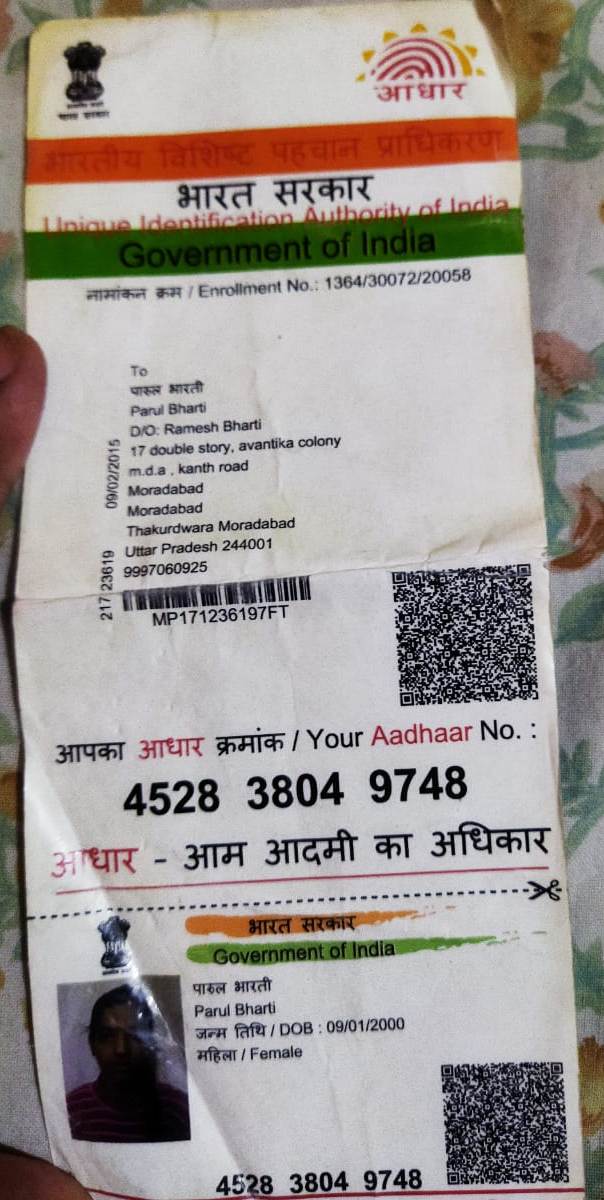 आधार
भारतीय विशिष्ट पहचान प्राधिकरण
भारत सरकार
Unique Identification Authority of India
Government of India
नामांकन क्रम / Enrollment No.: 1364/30072/20058
To
पारुल भारती
Parul Bharti
D/O: Ramesh Bharti
17 double story, avantika colony
m.d.a , kanth road
Moradabad
Moradabad
Thakurdwara Moradabad
Uttar Pradesh 244001
9997060925
09/02/2015
217 23619
MP171236197FT
आपका आधार क्रमांक / Your Aadhaar No. :
4528 3804 9748
आधार - आम आदमी का अधिकार
भारत सरकार
Government of India
पारुल भारती
Parul Bharti
जन्म तिथि / DOB : 09/01/2000
महिला / Female
4528 3804 9748